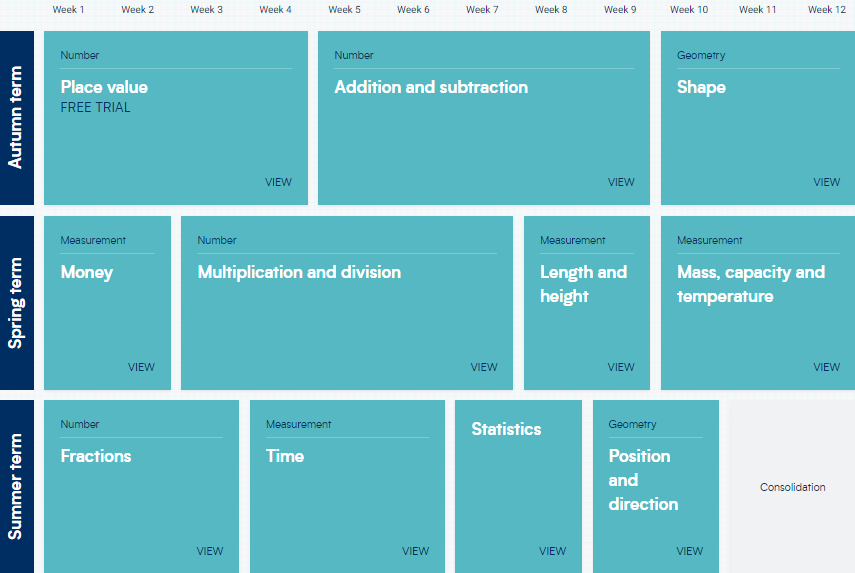 Week 1 Week 2 Week 3 Week 4 Week 5 Week 6 Week 7 Week 8 Week 9 Week 10 Week 11 Week 12
Autumn term
Number
Place value
FREE TRIAL
VIEW
Number
Addition and subtraction
VIEW
Geometry
Shape
VIEW
Spring term
Measurement
Money
VIEW
Number
Multiplication and division
VIEW
Measurement
Length and
height
VIEW
Measurement
Mass, capacity and
temperature
VIEW
Summer term
Number
Fractions
VIEW
Measurement
Time
VIEW
Statistics
VIEW
Geometry
Position
and
direction
VIEW
Consolidation